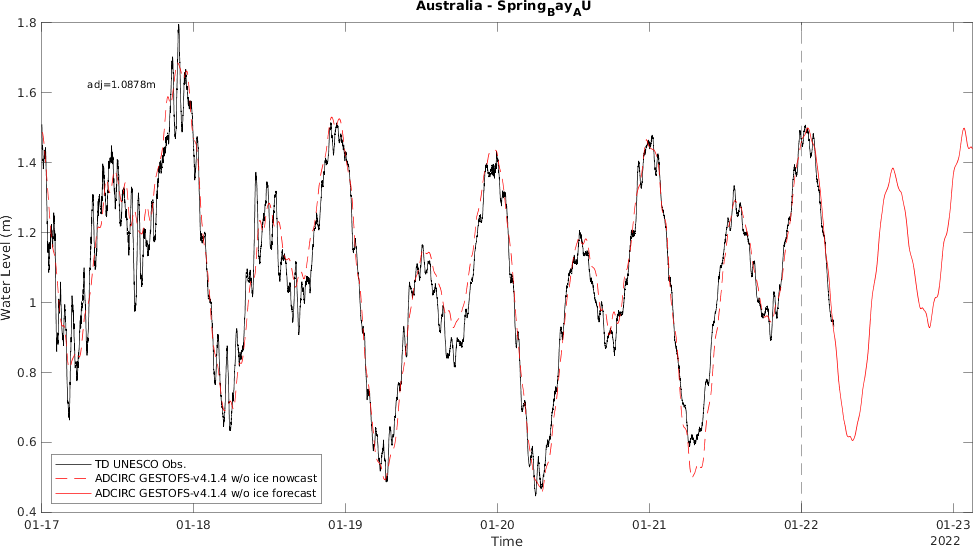 Australia - Spring_Bay_AU
1.8
1.6
1.4
1.2
1
0.8
0.6
0.4
Water Level (m)
adj=1.0878m
TD UNESCO Obs.
ADCIRC GESTOFS-v4.1.4 w/o ice nowcast
ADCIRC GESTOFS-v4.1.4 w/o ice forecast
01-17
01-18
01-19
01-20
01-21
01-22
01-23
Time
2022